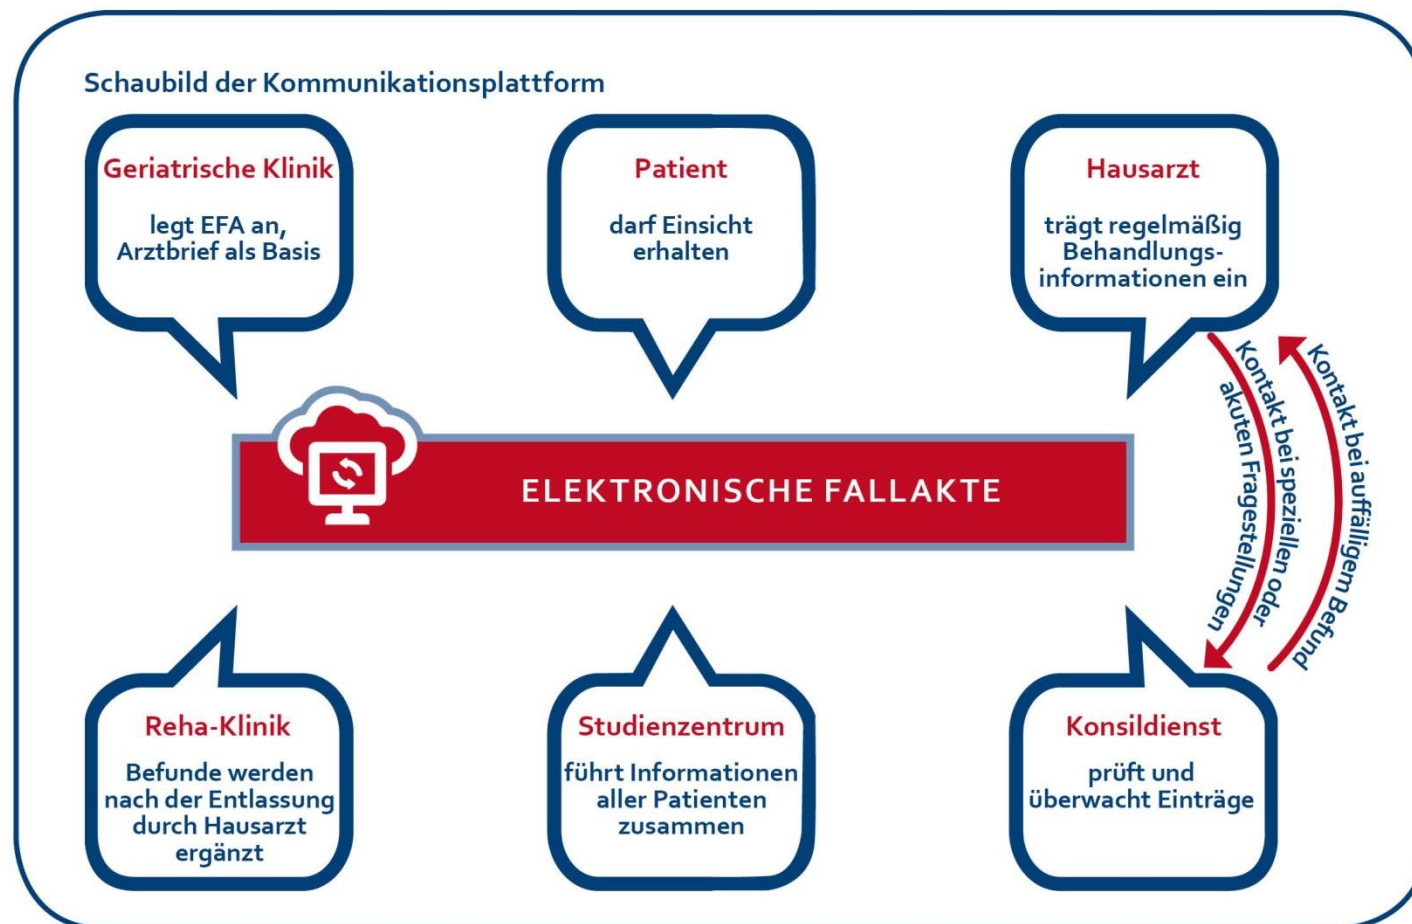 Schaubild der Kommunikationsplattform
Geriatrische Klinik
legt EFA an,
Arztbrief als Basis
Patient
darf Einsicht
erhalten
Hausarzt
trägt regelmäßig
Behandlungs-
informationen ein
Kontakt bei speziellen oder
akuten Fragestellungen
Kontakt bei auffälligem Befund
ELEKTRONISCHE FALLAKTE
Reha-Klinik
Befunde werden
nach der Entlassung
durch Hausarzt
ergänzt
Studienzentrum
führt Informationen
aller Patienten
zusammen
Konsildienst
prüft und
überwacht Einträge